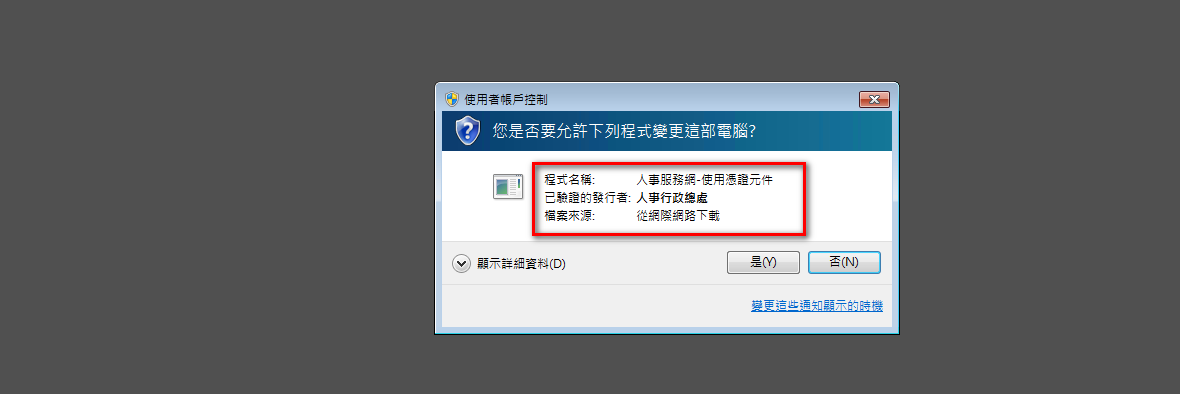 使用者帳戶控制
您是否要允許下列程式變更這部電腦?
程式名稱: 人事服務網-使用憑證元件
已驗證的發行者: 人事行政總處
檔案來源: 從網際網路下載
顯示詳細資料(D) 是(Y) 否(N)
變更這些通知顯示的時機